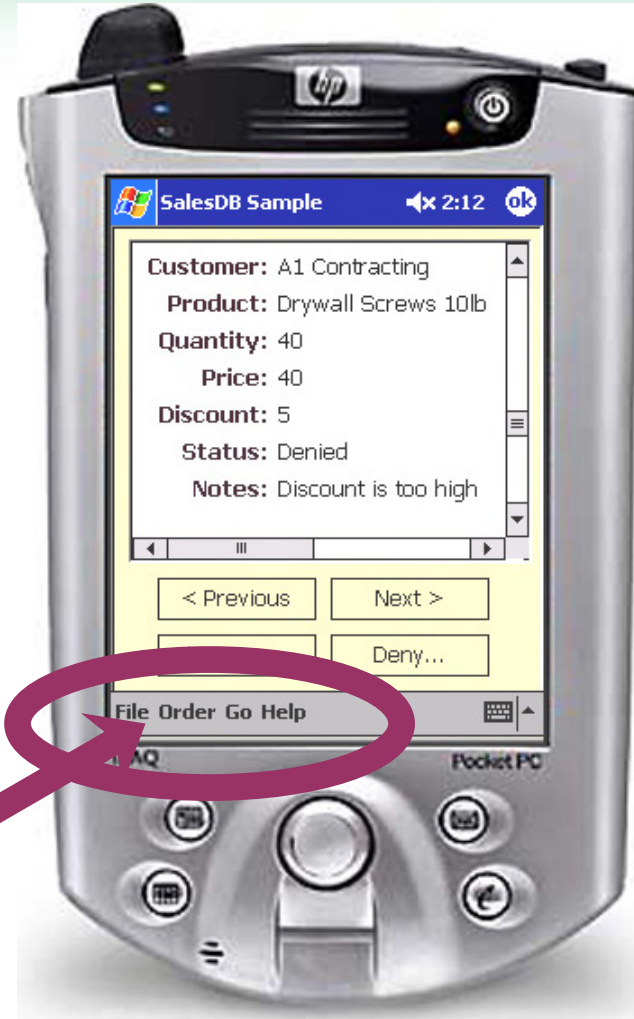 hp
SalesDB Sample 2:12 ok
Customer: A1 Contracting
Product: Drywall Screws 10lb
Quantity: 40
Price: 40
Discount: 5
Status: Denied
Notes: Discount is too high
< Previous Next >
Deny...
File Order Go Help
Pocket PC